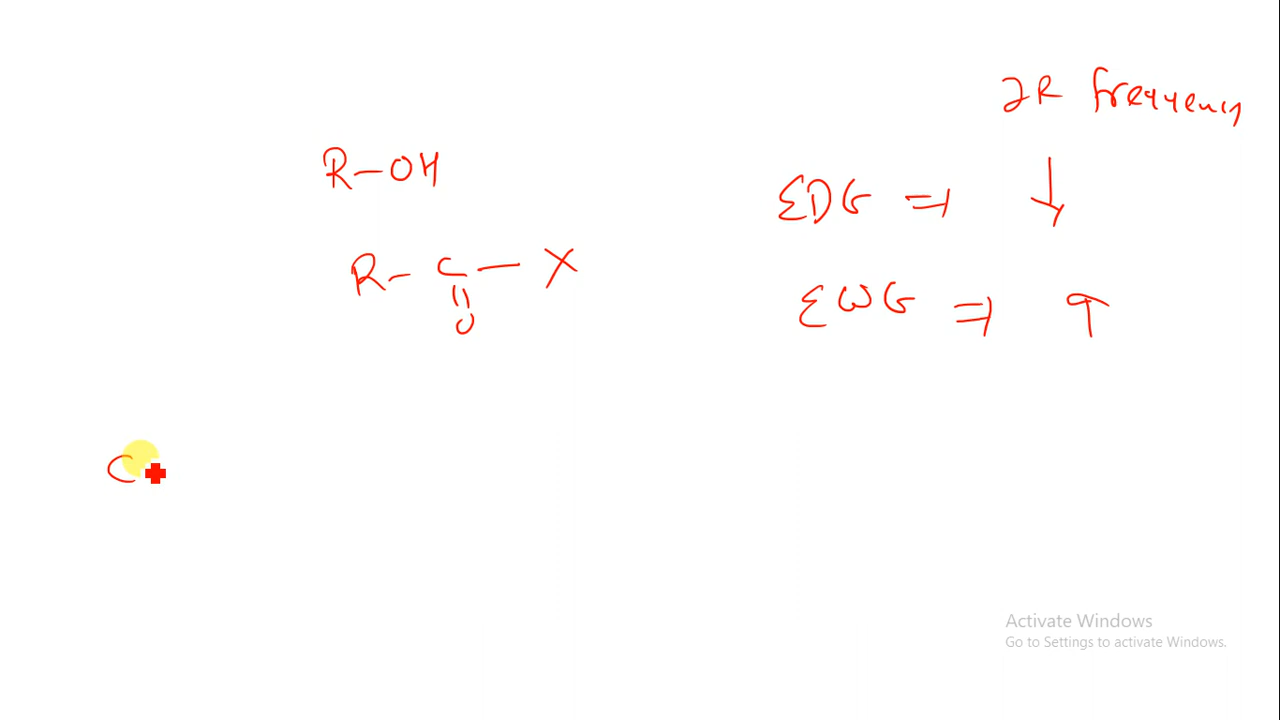 IR frequency
R-OH
EDG ⇒ ↓
R-C-X
||
O
EWG ⇒ ↑
C
Activate Windows
Go to Settings to activate Windows.